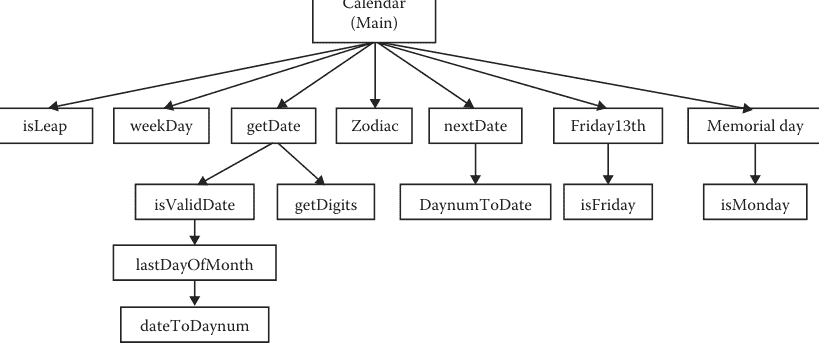 Calendar
(Main)
isLeap
weekDay
getDate
Zodiac
nextDate
Friday13th
Memorial day
isValidDate
getDigits
DaynumToDate
isFriday
isMonday
lastDayOfMonth
dateToDaynum